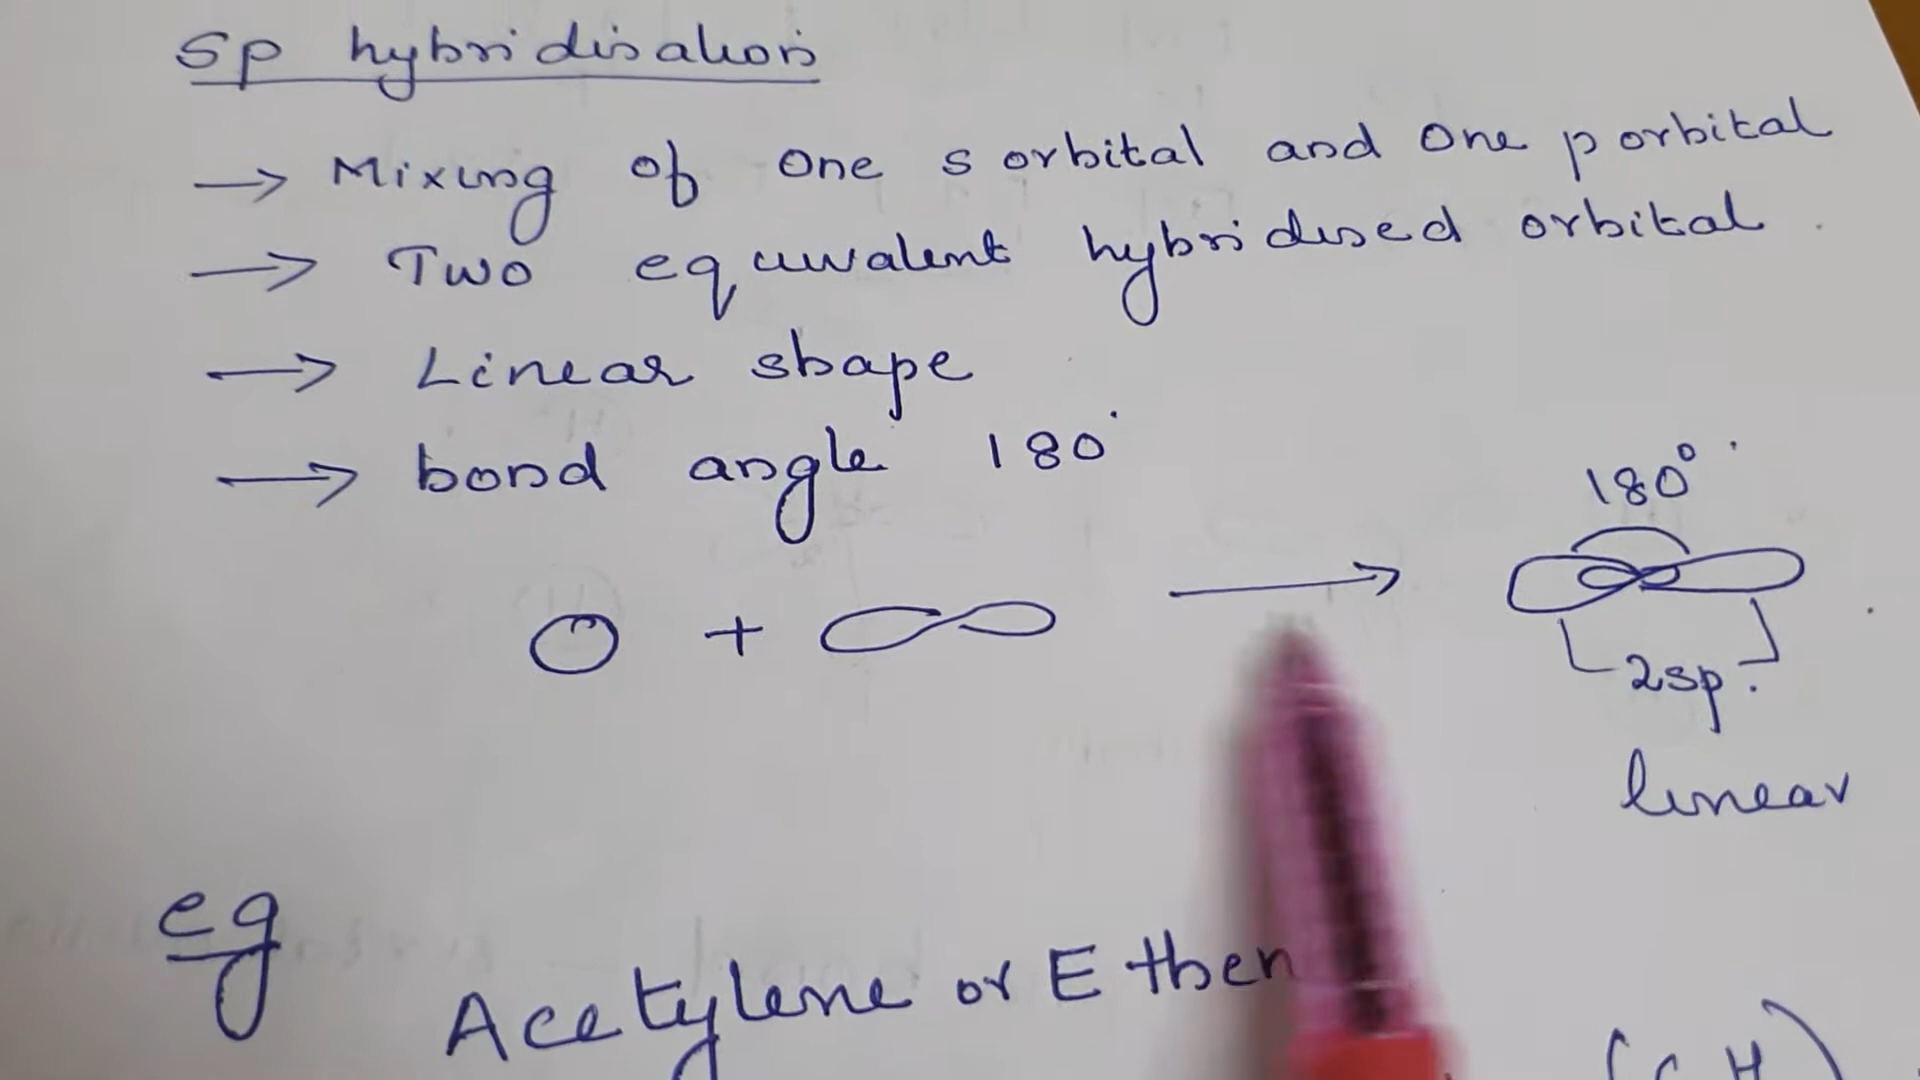 Sp hybridisation
→ Mixing of one s orbital and one p orbital
→ Two equivalent hybridised orbital
→ Linear shape
→ bond angle 180°
180°
+ →
2sp.
linear
eg
Acetylene or Ethen